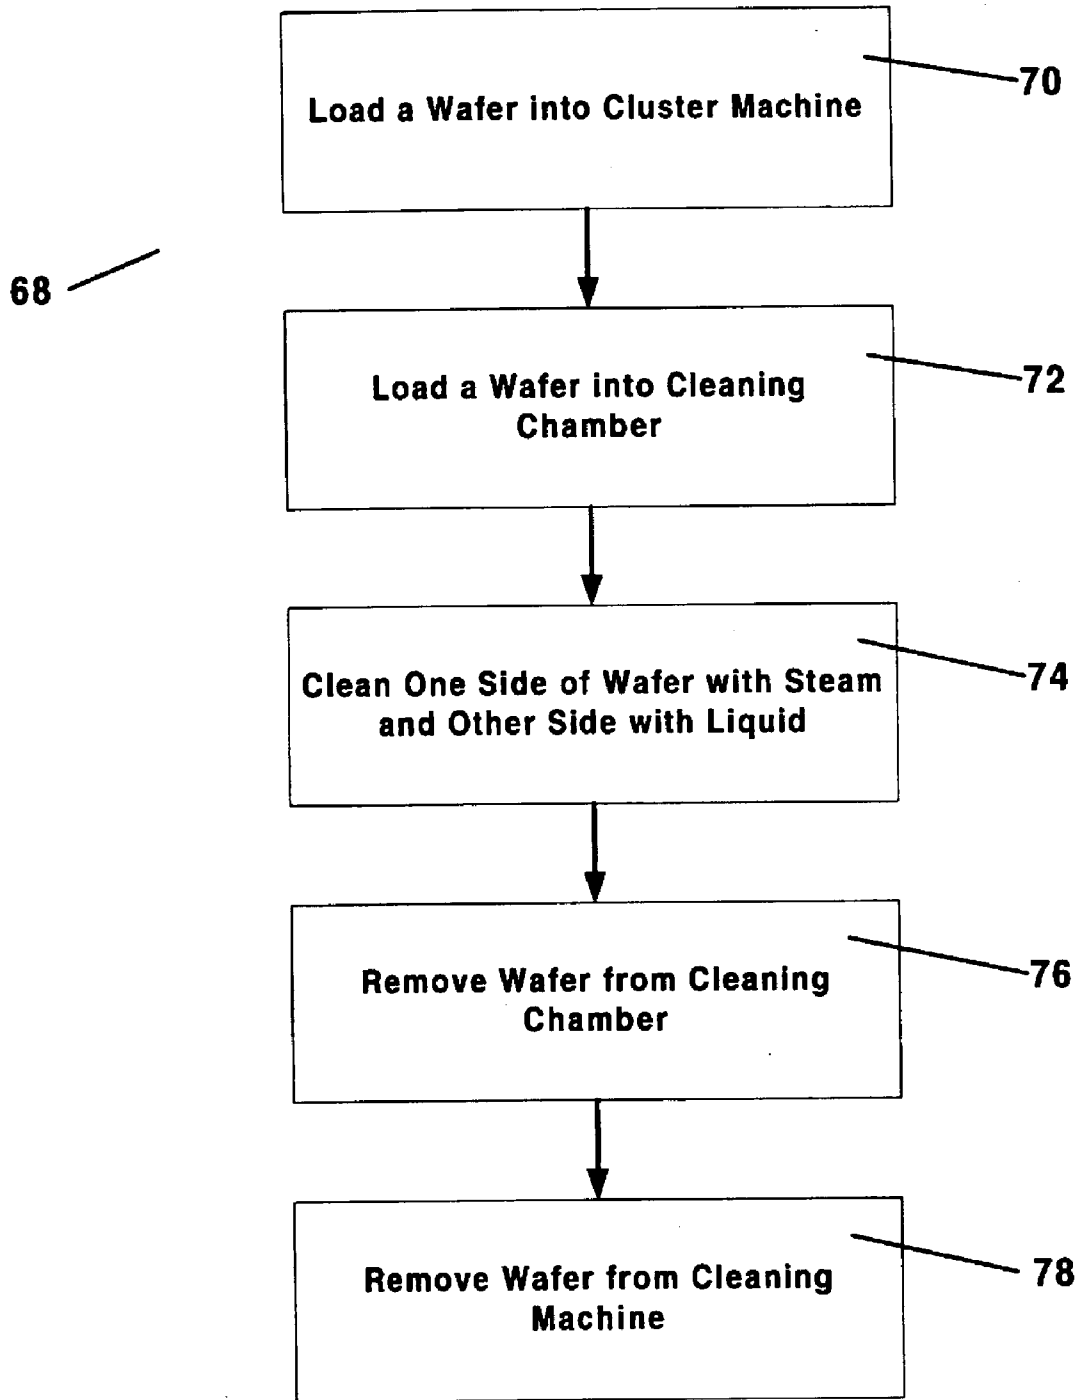 Load a Wafer into Cluster Machine
70
68
Load a Wafer into Cleaning
Chamber
72
Clean One Side of Wafer with Steam
and Other Side with Liquid
74
Remove Wafer from Cleaning
Chamber
76
Remove Wafer from Cleaning
Machine
78